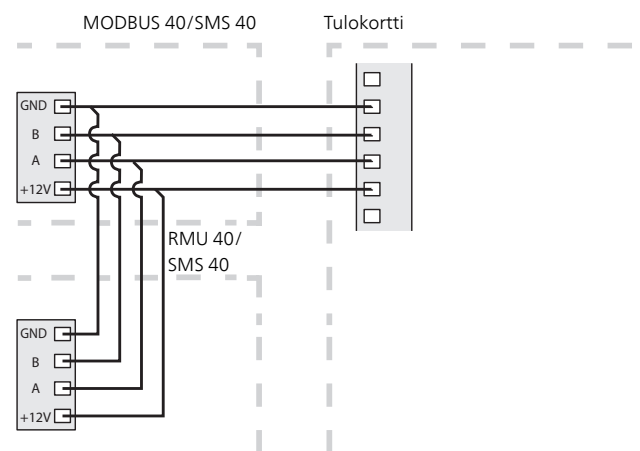 MODBUS 40/SMS 40
Tulokortti
GND
B
A
+12V
RMU 40/
SMS 40
GND
B
A
+12V